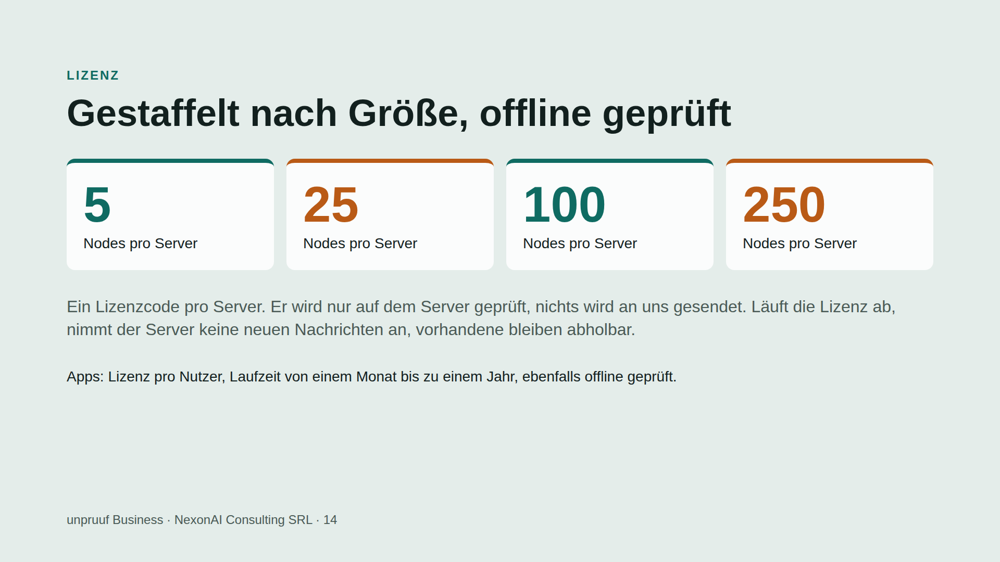 LIZENZ
Gestaffelt nach Größe, offline geprüft
5
Nodes pro Server
25
Nodes pro Server
100
Nodes pro Server
250
Nodes pro Server
Ein Lizenzcode pro Server. Er wird nur auf dem Server geprüft, nichts wird an uns gesendet. Läuft die Lizenz ab,
nimmt der Server keine neuen Nachrichten an, vorhandene bleiben abholbar.
Apps: Lizenz pro Nutzer, Laufzeit von einem Monat bis zu einem Jahr, ebenfalls offline geprüft.
unpruuf Business · NexonAI Consulting SRL · 14